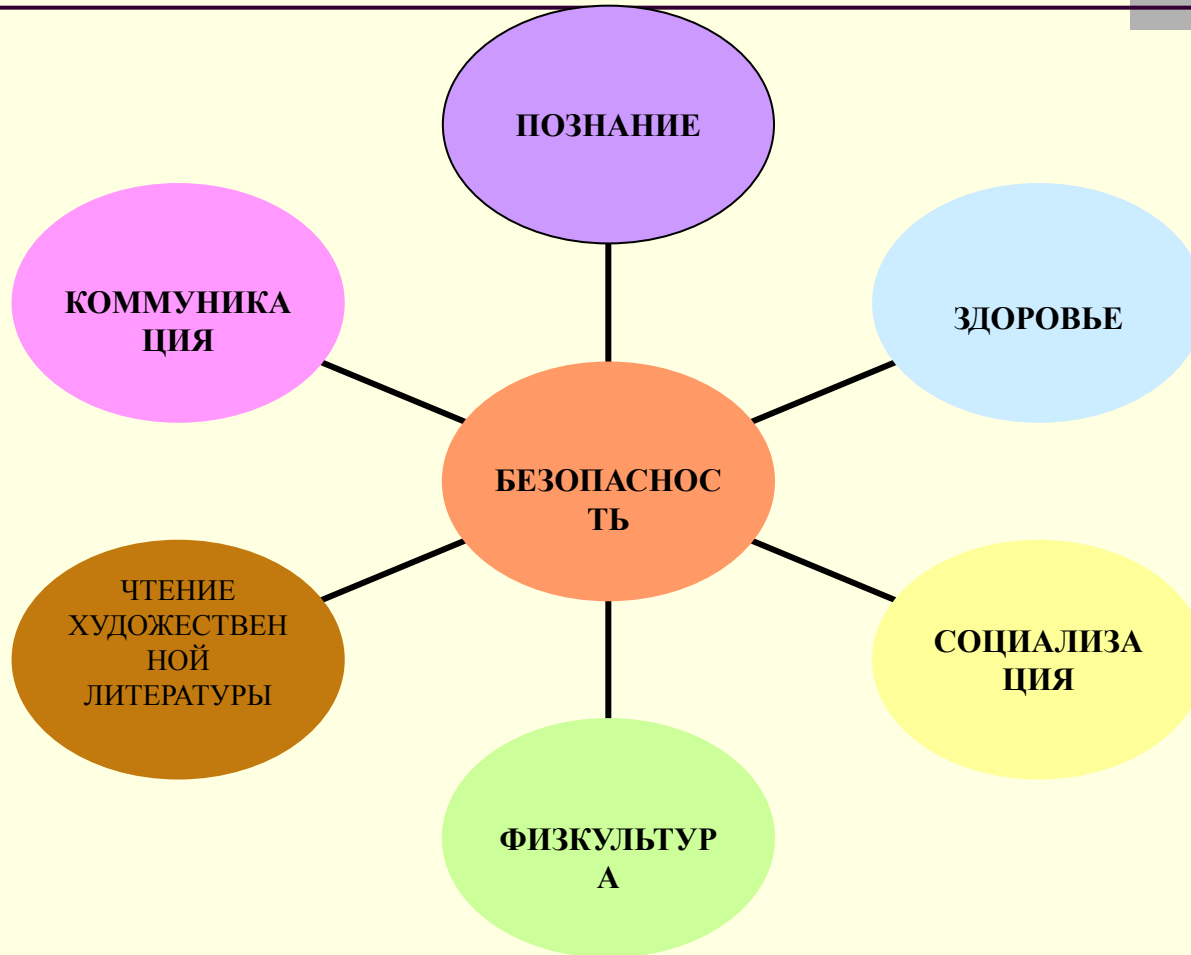 ПОЗНАНИЕ
КОММУНИКА
ЦИЯ
ЗДОРОВЬЕ
БЕЗОПАСНОС
ТЬ
ЧТЕНИЕ
ХУДОЖЕСТВЕН
НОЙ
ЛИТЕРАТУРЫ
СОЦИАЛИЗА
ЦИЯ
ФИЗКУЛЬТУР
А